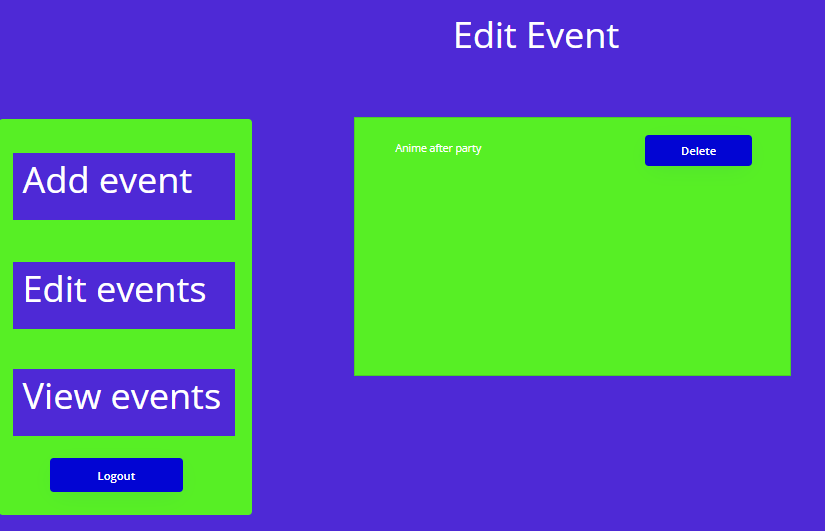 Edit Event
Add event
Edit events
View events
Logout
Anime after party
Delete